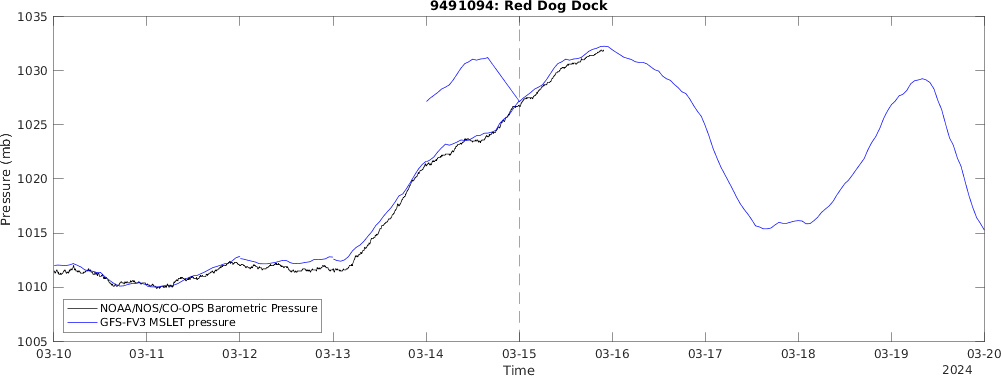 9491094: Red Dog Dock
Pressure (mb)
1035
1030
1025
1020
1015
1010
1005
NOAA/NOS/CO-OPS Barometric Pressure
GFS-FV3 MSLET pressure
03-10 03-11 03-12 03-13 03-14 03-15 03-16 03-17 03-18 03-19 03-20
Time
2024